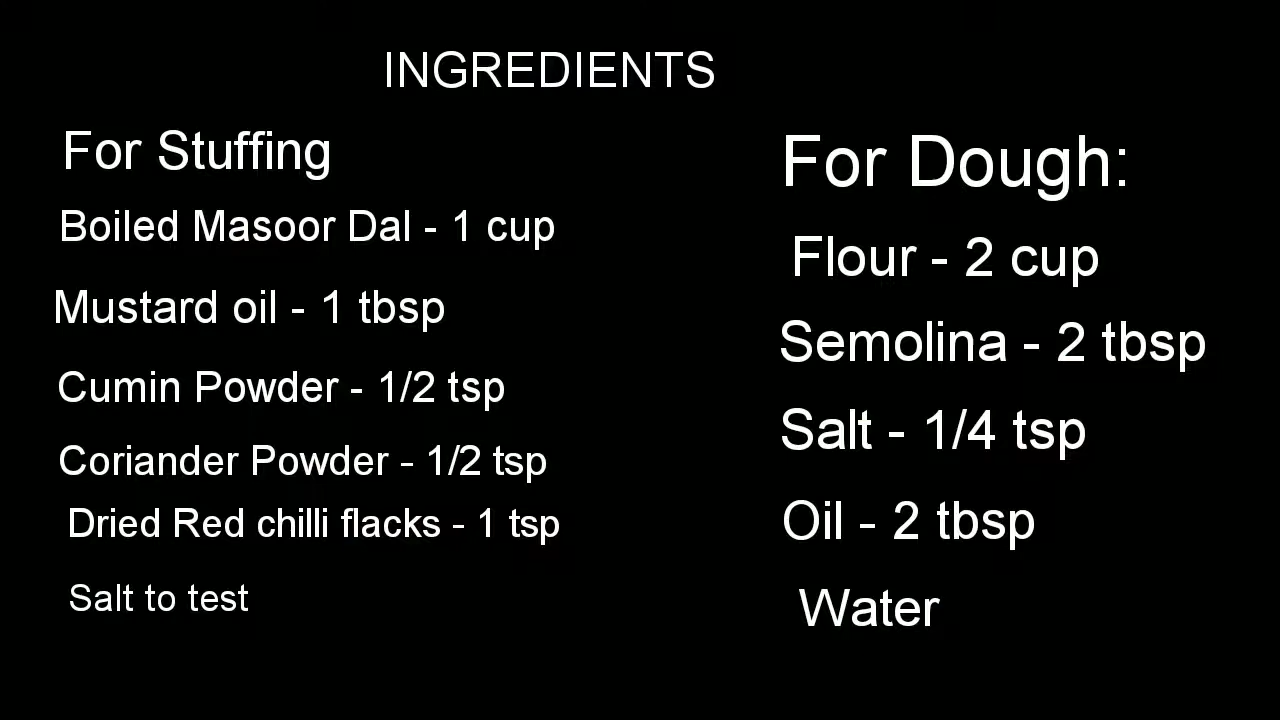 INGREDIENTS
For Stuffing
Boiled Masoor Dal - 1 cup
Mustard oil - 1 tbsp
Cumin Powder - 1/2 tsp
Coriander Powder - 1/2 tsp
Dried Red chilli flacks - 1 tsp
Salt to test
For Dough:
Flour - 2 cup
Semolina - 2 tbsp
Salt - 1/4 tsp
Oil - 2 tbsp
Water